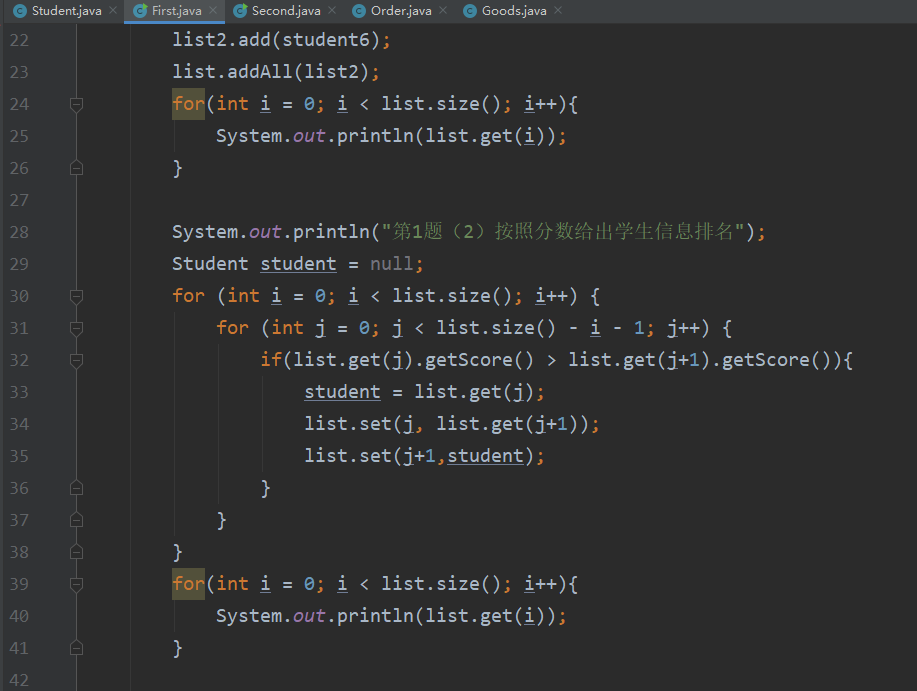 Student.java First.java Second.java Order.java Goods.java
22 list2.add(student6);
23 list.addAll(list2);
24 for(int i = 0; i < list.size(); i++){
25 System.out.println(list.get(i));
26 }
27
28 System.out.println("第1题（2）按照分数给出学生信息排名");
29 Student student = null;
30 for (int i = 0; i < list.size(); i++) {
31 for (int j = 0; j < list.size() - i - 1; j++) {
32 if(list.get(j).getScore() > list.get(j+1).getScore()){
33 student = list.get(j);
34 list.set(j, list.get(j+1));
35 list.set(j+1,student);
36 }
37 }
38 }
39 for(int i = 0; i < list.size(); i++){
40 System.out.println(list.get(i));
41 }
42